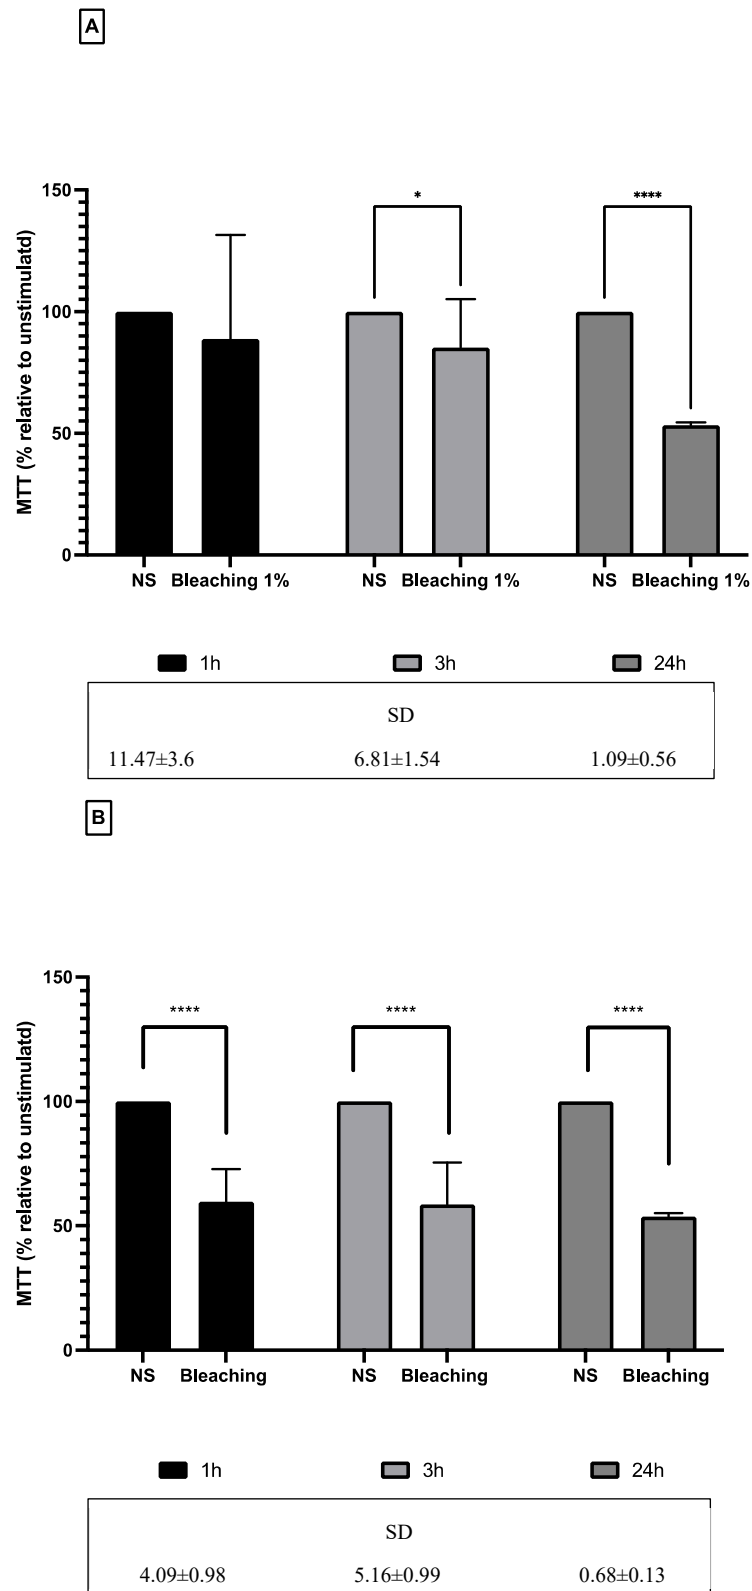 A
MTT (% relative to unstimulatd)
150
100
50
0
*
****
NS Bleaching 1% NS Bleaching 1% NS Bleaching 1%
1h 3h 24h
SD
11.47±3.6 6.81±1.54 1.09±0.56
B
MTT (% relative to unstimulatd)
150
100
50
0
**** **** ****
NS Bleaching NS Bleaching NS Bleaching
1h 3h 24h
SD
4.09±0.98 5.16±0.99 0.68±0.13